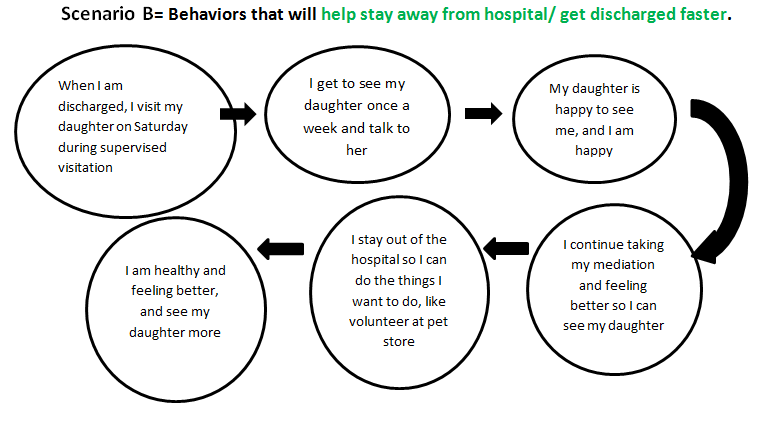 Scenario B= Behaviors that will help stay away from hospital/ get discharged faster.
When I am
discharged, I visit my
daughter on Saturday
during supervised
visitation
I get to see my
daughter once a
week and talk to
her
My daughter is
happy to see
me, and I am
happy
I continue taking
my mediation
and feeling
better so I can
see my daughter
I stay out of the
hospital so I can
do the things I
want to do, like
volunteer at pet
store
I am healthy and
feeling better,
and see my
daughter more